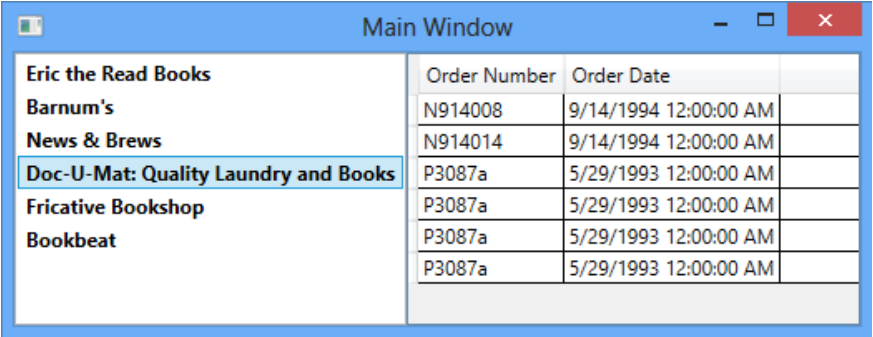 Main Window
Eric the Read Books
Barnum's
News & Brews
Doc-U-Mat: Quality Laundry and Books
Fricative Bookshop
Bookbeat
Order Number Order Date
N914008 9/14/1994 12:00:00 AM
N914014 9/14/1994 12:00:00 AM
P3087a 5/29/1993 12:00:00 AM
P3087a 5/29/1993 12:00:00 AM
P3087a 5/29/1993 12:00:00 AM
P3087a 5/29/1993 12:00:00 AM